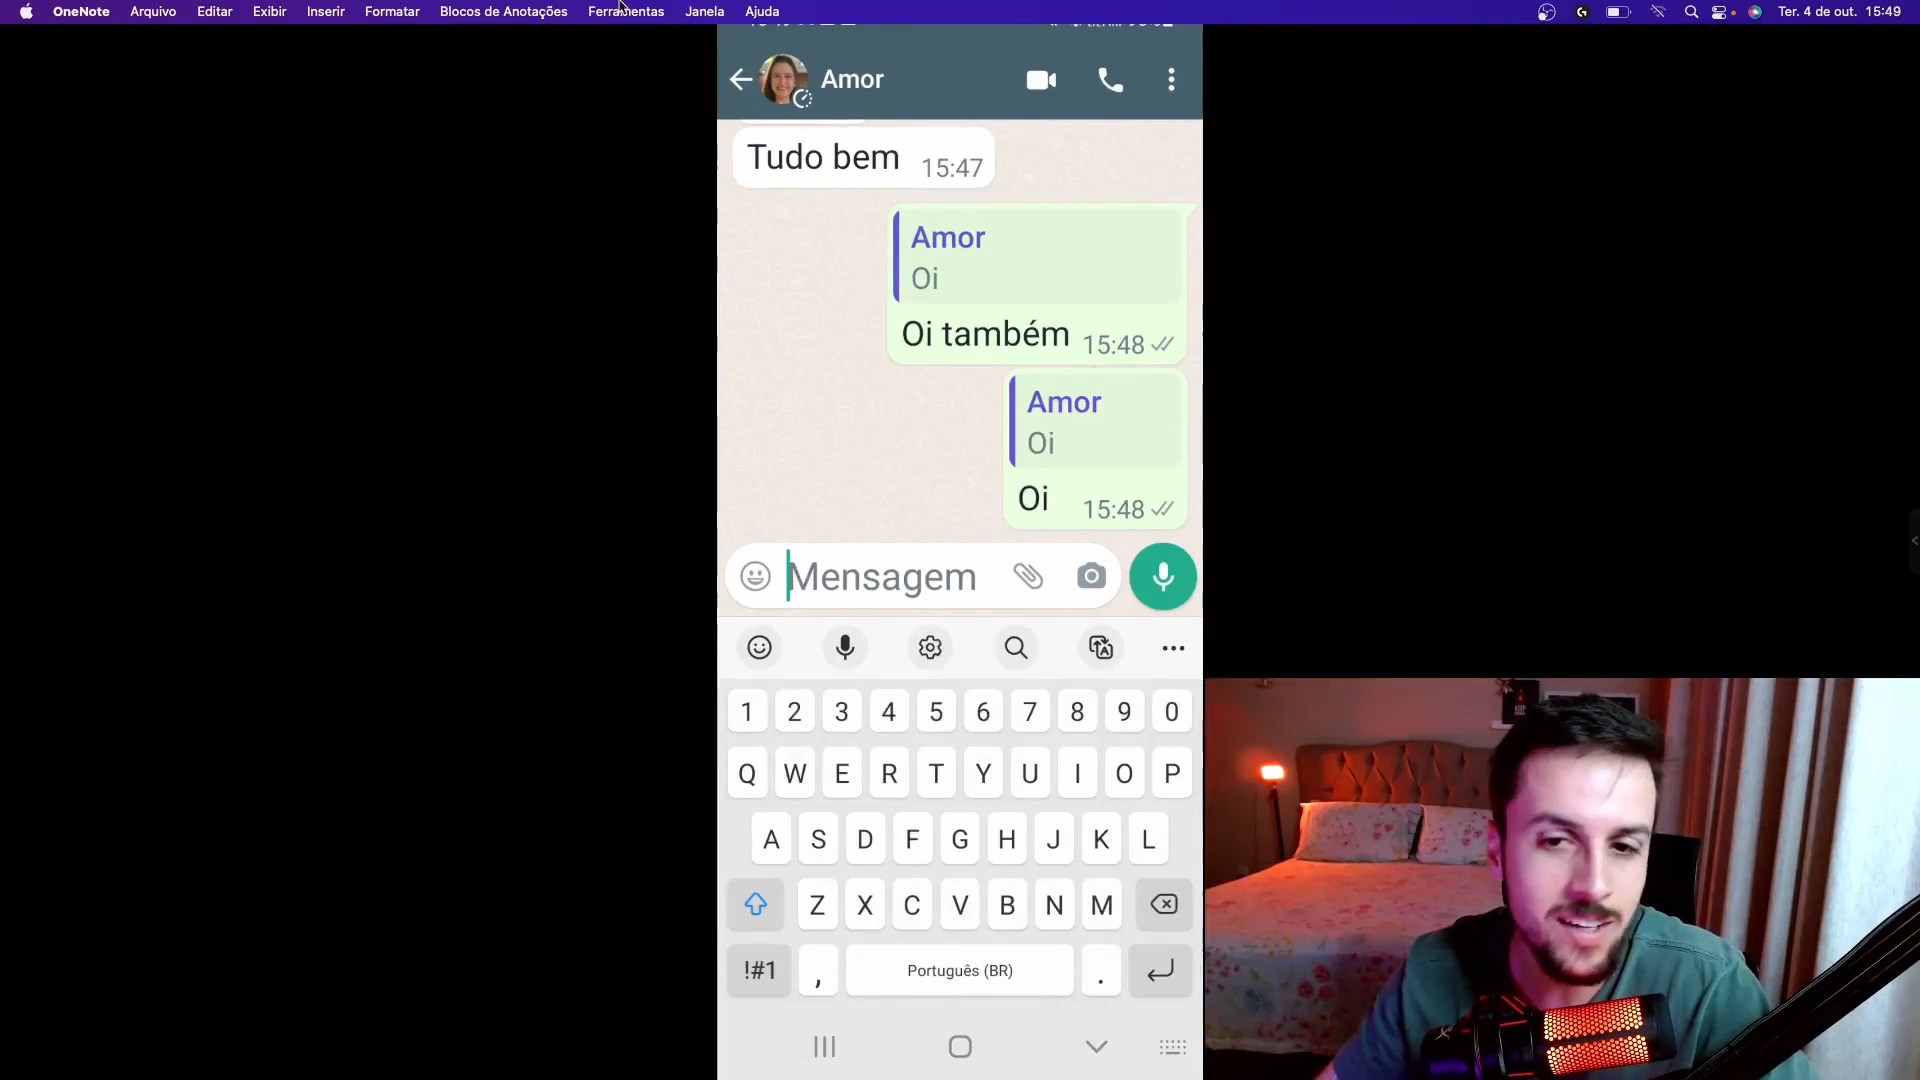 OneNote Arquivo Editar Exibir Inserir Formatar Blocos de Anotações Ferramentas Janela Ajuda Ter. 4 de out. 15:49
Amor
Tudo bem 15:47
Amor
Oi
Oi também 15:48
Amor
Oi
Oi 15:48
Mensagem
1 2 3 4 5 6 7 8 9 0
Q W E R T Y U I O P
A S D F G H J K L
Z X C V B N M
!#1 , Português (BR) .